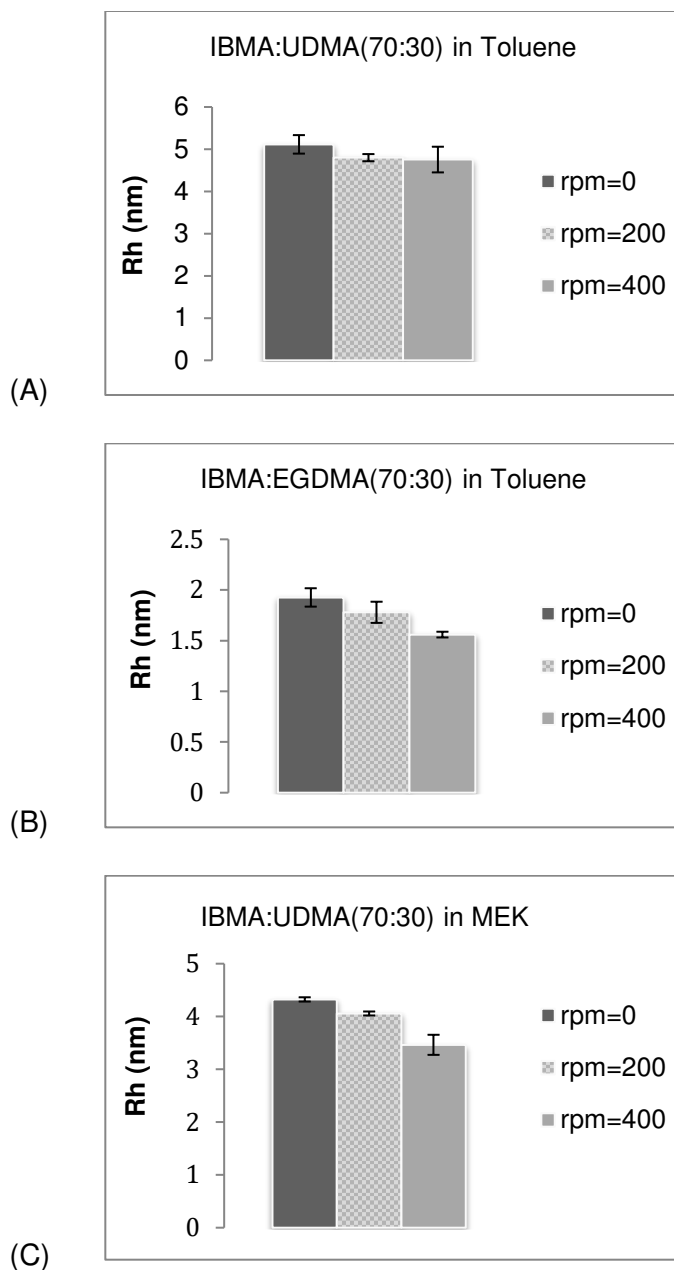 IBMA:UDMA(70:30) in Toluene
6
5
4
3
2
1
0
Rh (nm)
rpm=0
rpm=200
rpm=400
(A)
IBMA:EGDMA(70:30) in Toluene
2.5
2
1.5
1
0.5
0
Rh (nm)
rpm=0
rpm=200
rpm=400
(B)
IBMA:UDMA(70:30) in MEK
5
4
3
2
1
0
Rh (nm)
rpm=0
rpm=200
rpm=400
(C)